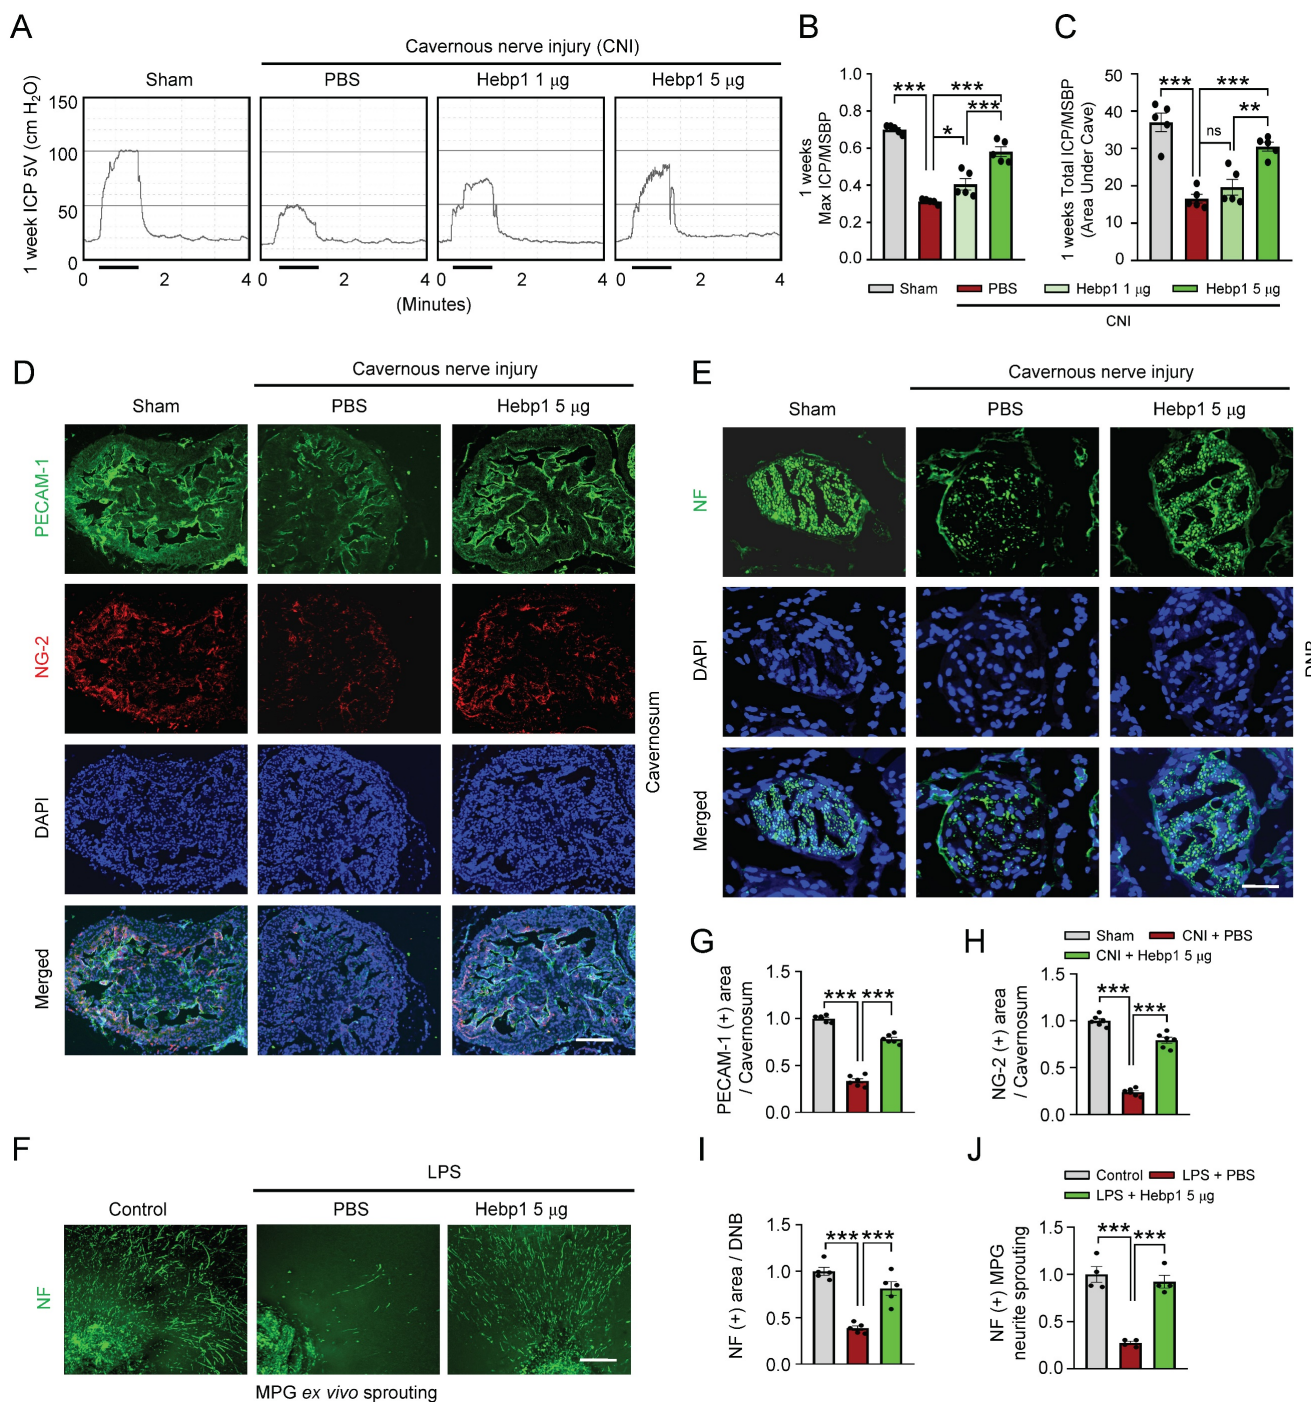 A
Cavernous nerve injury (CNI)
Sham
PBS
Hebp1 1 μg
Hebp1 5 μg
1 week ICP 5V (cm H₂O)
150
100
50
0
0 2 4
0 2 4
0 2 4
0 2 4
(Minutes)
B
1 weeks
Max ICP/MSBP
1.0
0.8
0.6
0.4
0.2
0.0
***
***
***
*
C
1 weeks Total ICP/MSBP
(Area Under Cave)
50
40
30
20
10
0
***
***
**
ns
Sham
PBS
Hebp1 1 μg
Hebp1 5 μg
CNI
D
Cavernous nerve injury
Sham
PBS
Hebp1 5 μg
PECAM-1
NG-2
DAPI
Merged
Cavernosum
E
Cavernous nerve injury
Sham
PBS
Hebp1 5 μg
NF
DAPI
Merged
DNB
G
PECAM-1 (+) area
/ Cavernosum
1.5
1.0
0.5
0.0
*** ***
H
Sham
CNI + PBS
CNI + Hebp1 5 μg
NG-2 (+) area
/ Cavernosum
1.5
1.0
0.5
0.0
***
***
F
LPS
Control
PBS
Hebp1 5 μg
NF
MPG ex vivo sprouting
I
NF (+) area / DNB
1.5
1.0
0.5
0.0
*** ***
J
Control
LPS + PBS
LPS + Hebp1 5 μg
NF (+) MPG
neurite sprouting
1.5
1.0
0.5
0.0
*** ***